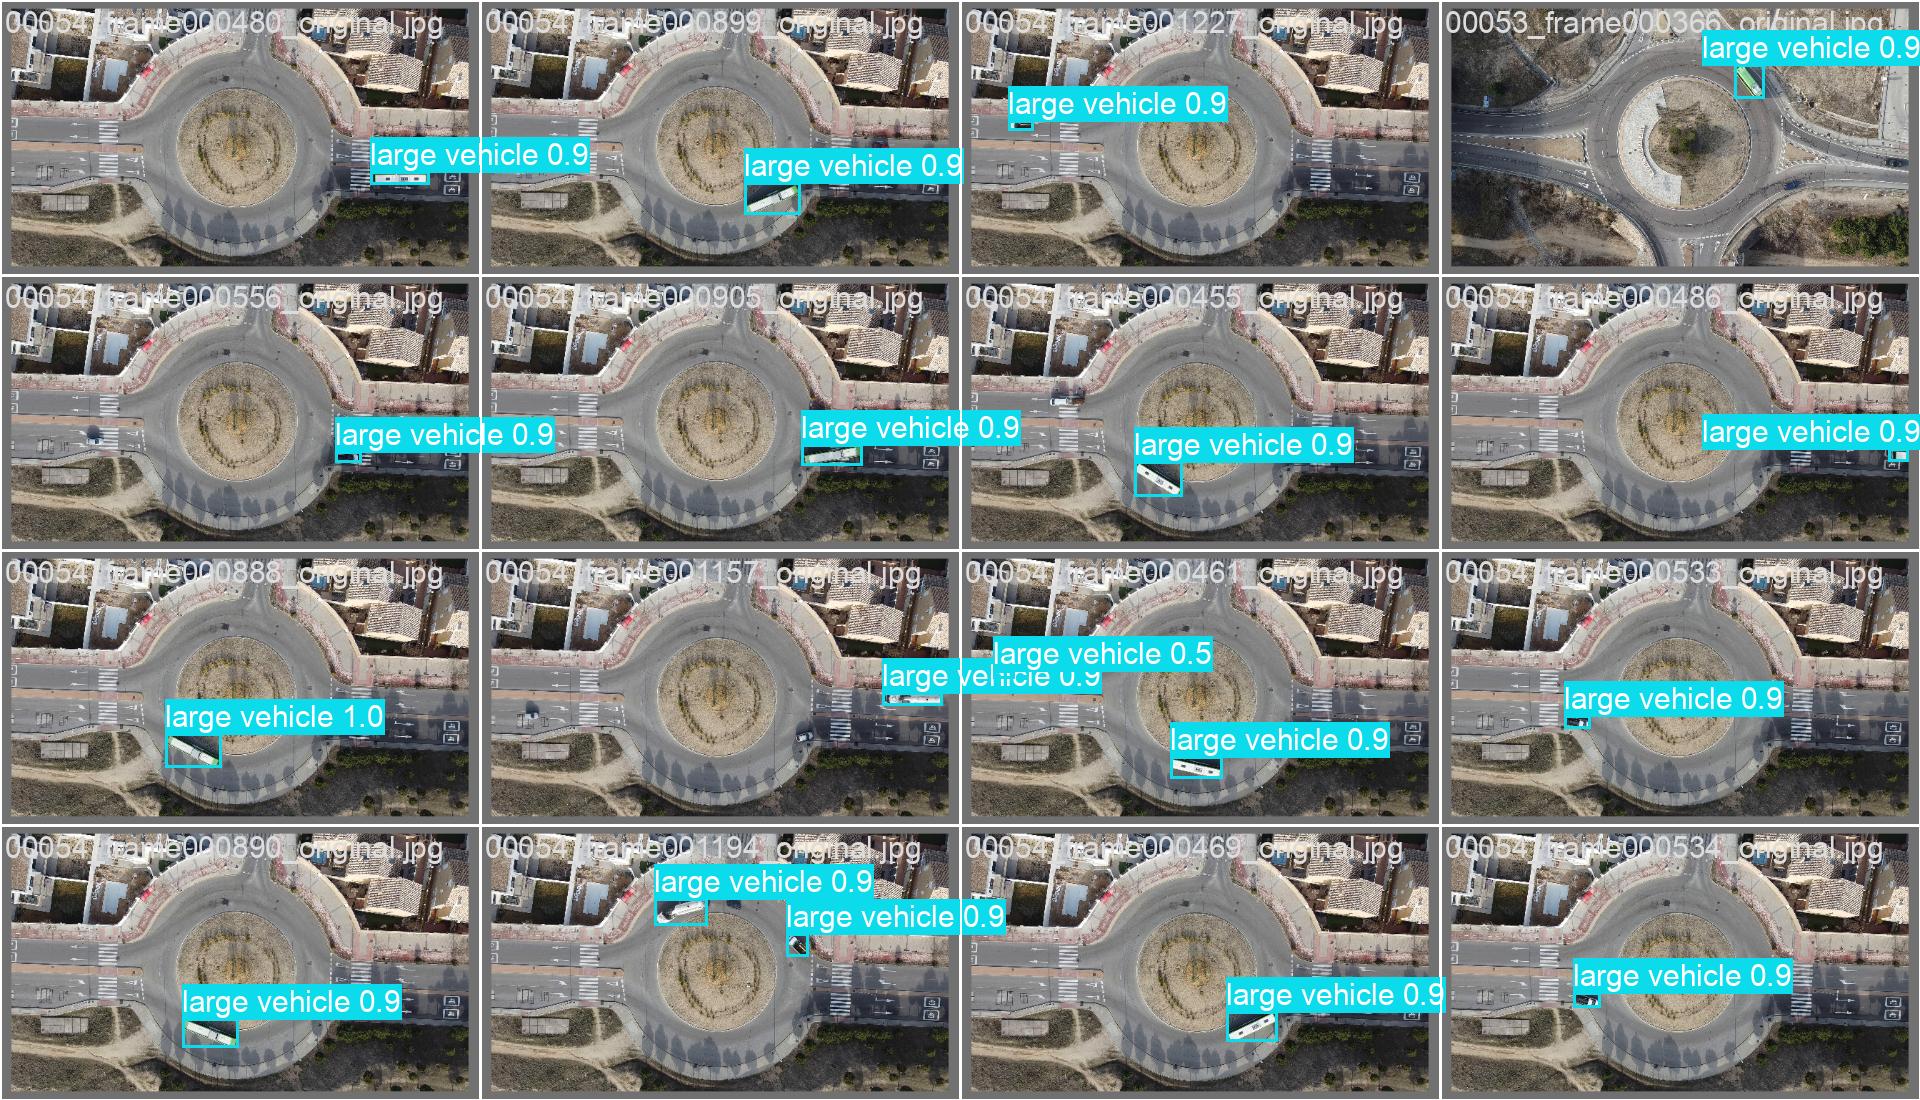 00054_frame000480_original.jpg
large vehicle 0.9
00054_frame000899_original.jpg
large vehicle 0.9
00054_frame001227_original.jpg
large vehicle 0.9
00053_frame000366_original.jpg
large vehicle 0.9
00054_frame000556_original.jpg
large vehicle 0.9
00054_frame000905_original.jpg
large vehicle 0.9
00054_frame000455_original.jpg
large vehicle 0.9
00054_frame000486_original.jpg
large vehicle 0.9
00054_frame000888_original.jpg
large vehicle 1.0
00054_frame001157_original.jpg
large vehicle 0.9
00054_frame000461_original.jpg
large vehicle 0.5
large vehicle 0.9
00054_frame000533_original.jpg
large vehicle 0.9
00054_frame000890_original.jpg
large vehicle 0.9
00054_frame001194_original.jpg
large vehicle 0.9
large vehicle 0.9
00054_frame000469_original.jpg
large vehicle 0.9
00054_frame000534_original.jpg
large vehicle 0.9